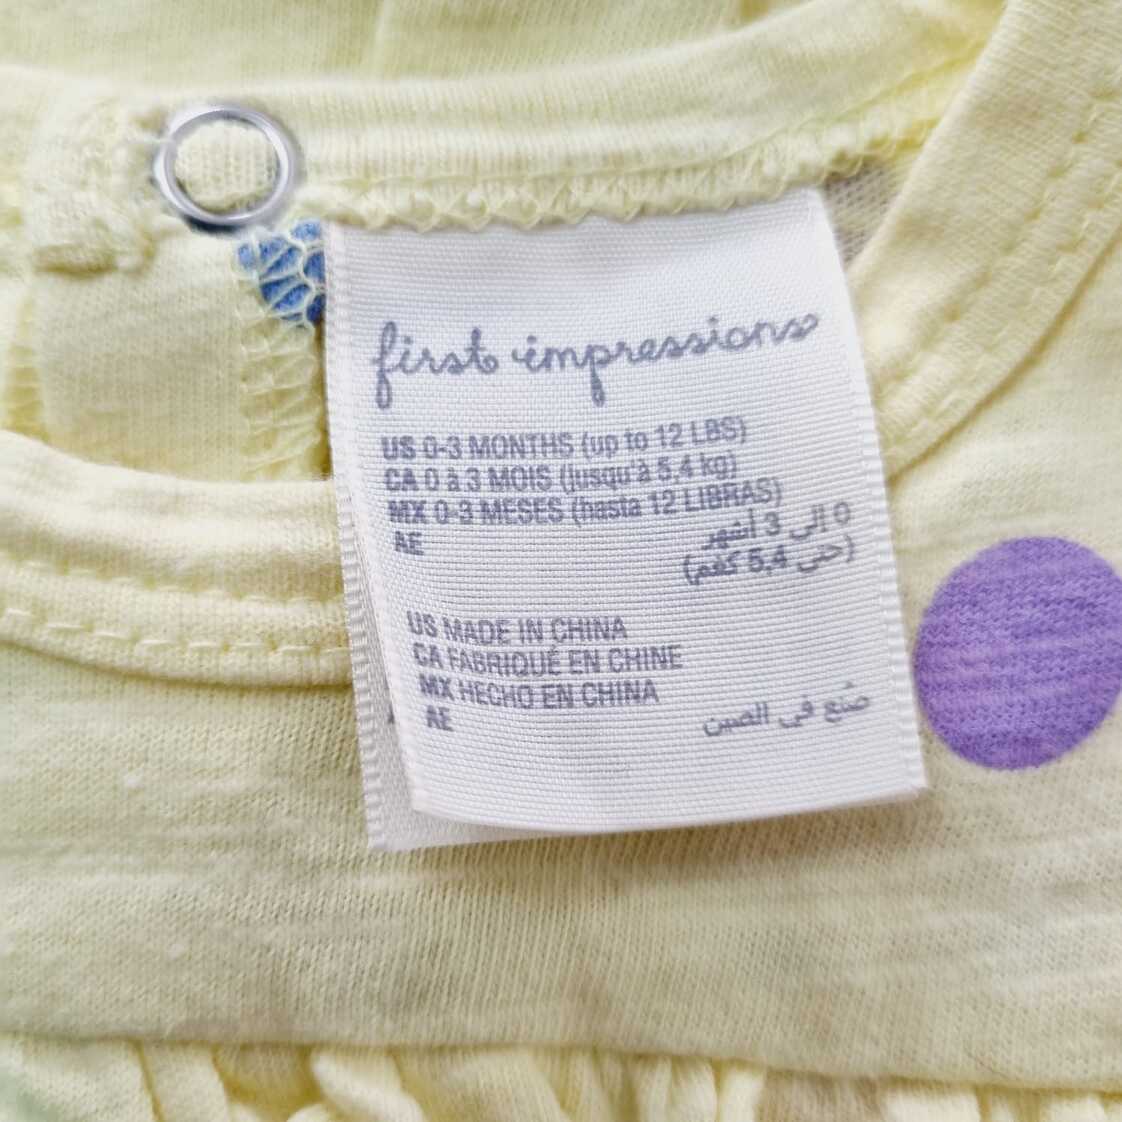 first impressions
US 0-3 MONTHS (up to 12 LBS)
CA 0 à 3 MOIS (jusqu'à 5,4 kg)
MX 0-3 MESES (hasta 12 LIBRAS)
AE 0 إلى 3 أشهر
(حتى 5,4 كغم)
US MADE IN CHINA
CA FABRIQUÉ EN CHINE
MX HECHO EN CHINA
AE صُنع في الصين